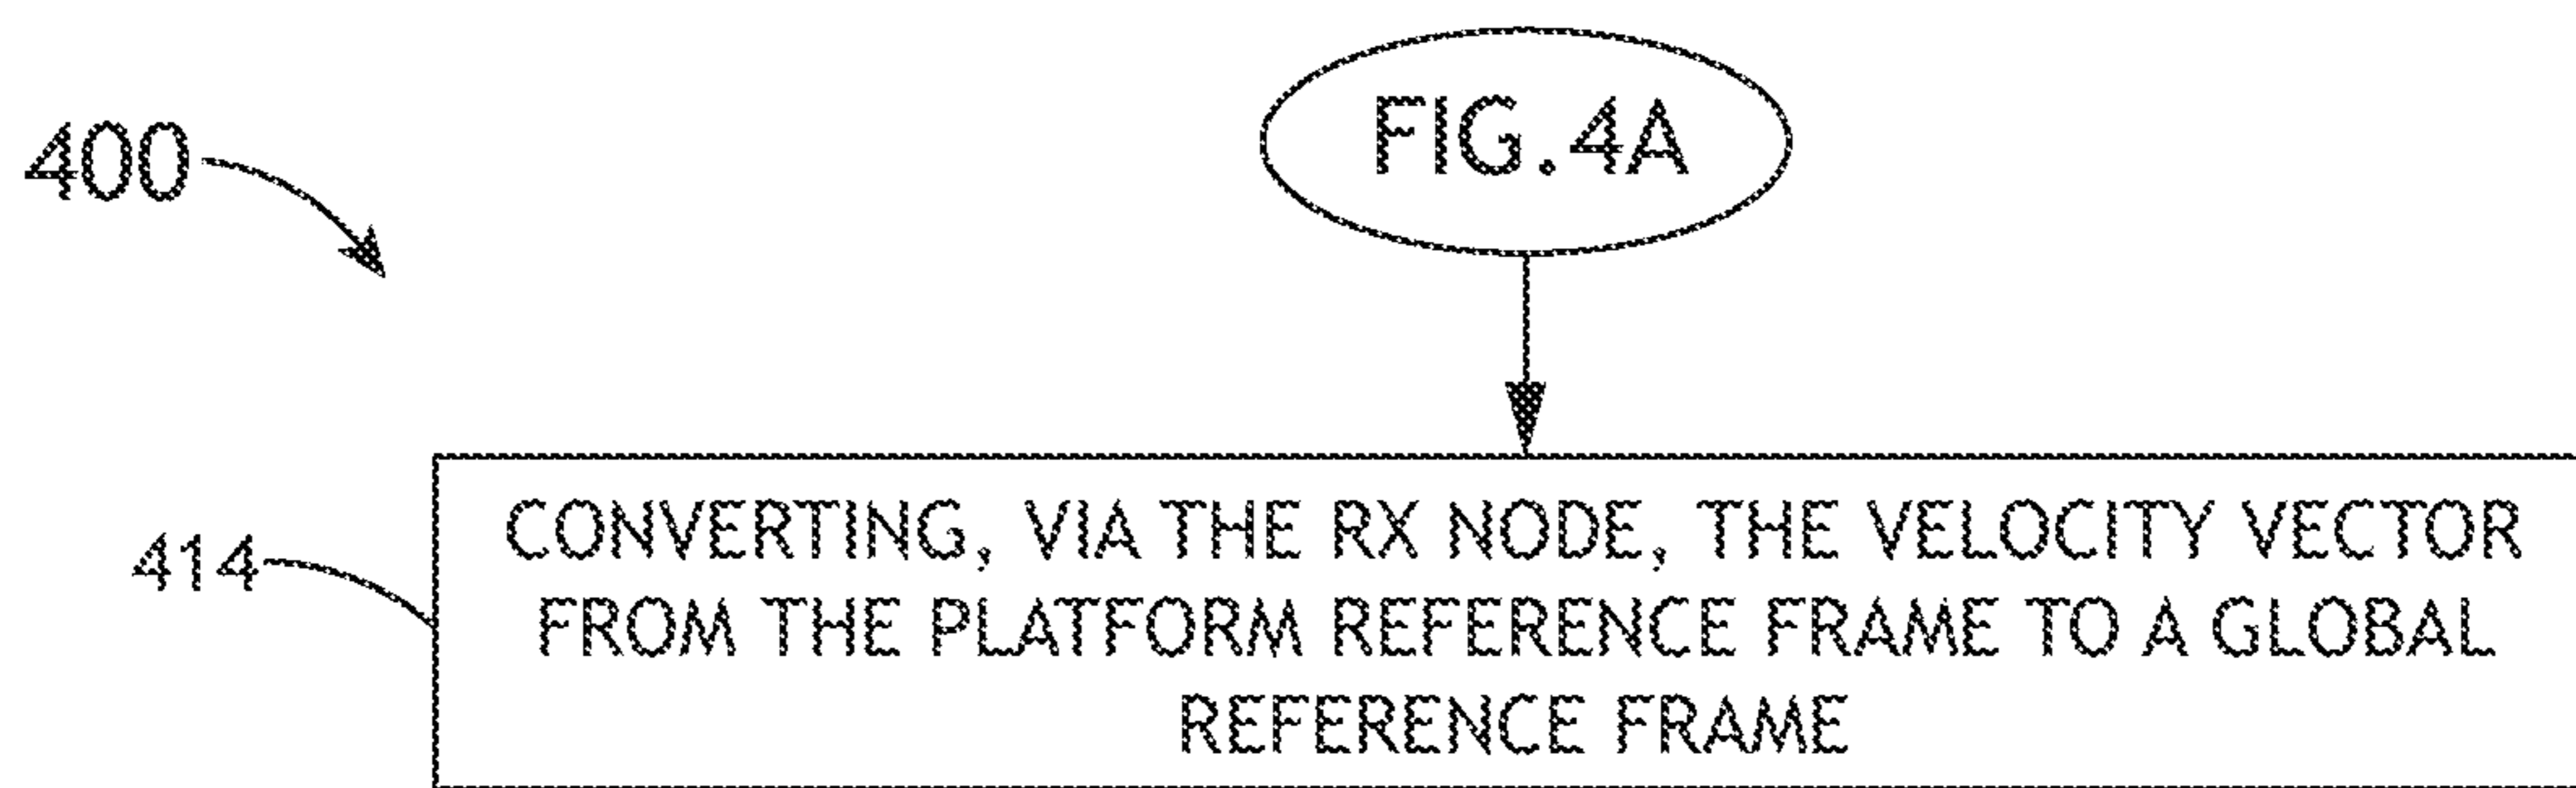 400
FIG. 4A
414
CONVERTING, VIA THE RX NODE, THE VELOCITY VECTOR
FROM THE PLATFORM REFERENCE FRAME TO A GLOBAL
REFERENCE FRAME